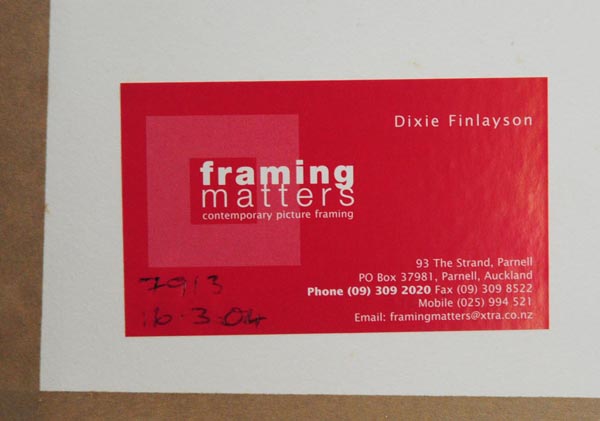 Dixie Finlayson
framing
matters
contemporary picture framing
93 The Strand, Parnell
PO Box 37981, Parnell, Auckland
Phone (09) 309 2020 Fax (09) 309 8522
Mobile (025) 994 521
Email: framingmatters@xtra.co.nz
7913
16.3.04